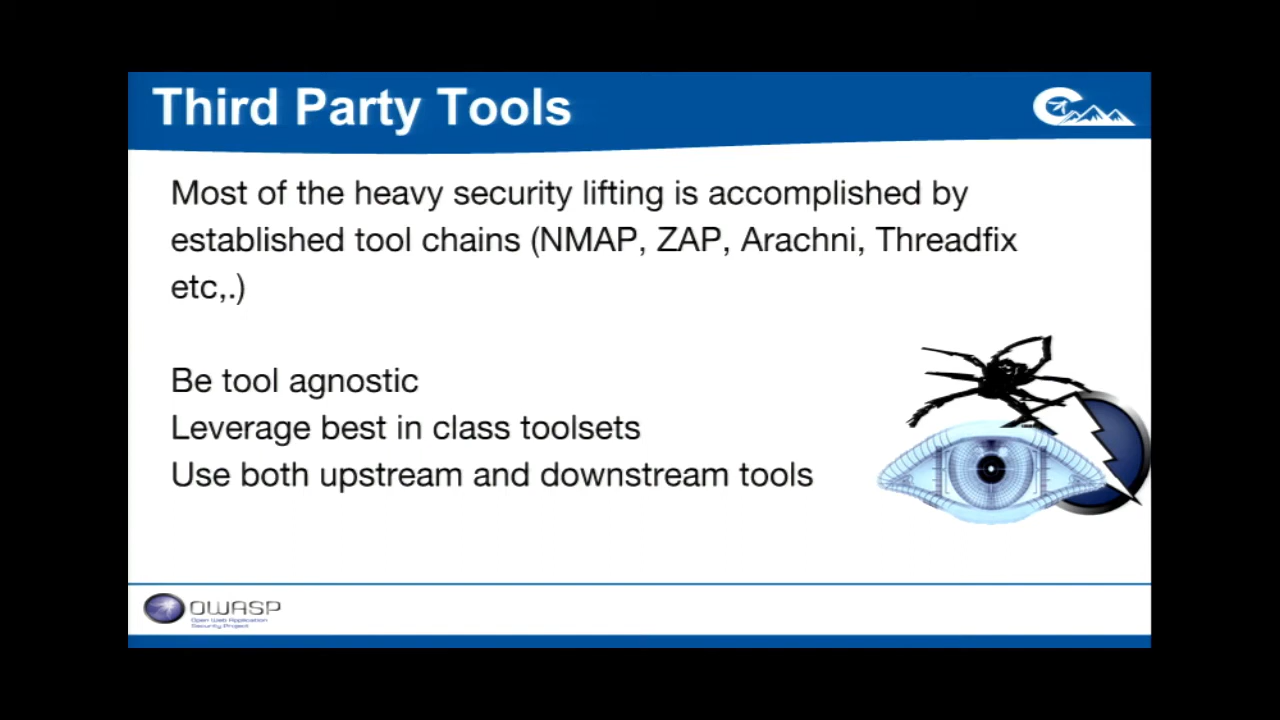 Third Party Tools
Most of the heavy security lifting is accomplished by
established tool chains (NMAP, ZAP, Arachni, Threadfix
etc,.)
Be tool agnostic
Leverage best in class toolsets
Use both upstream and downstream tools
OWASP
Open Web Application
Security Project